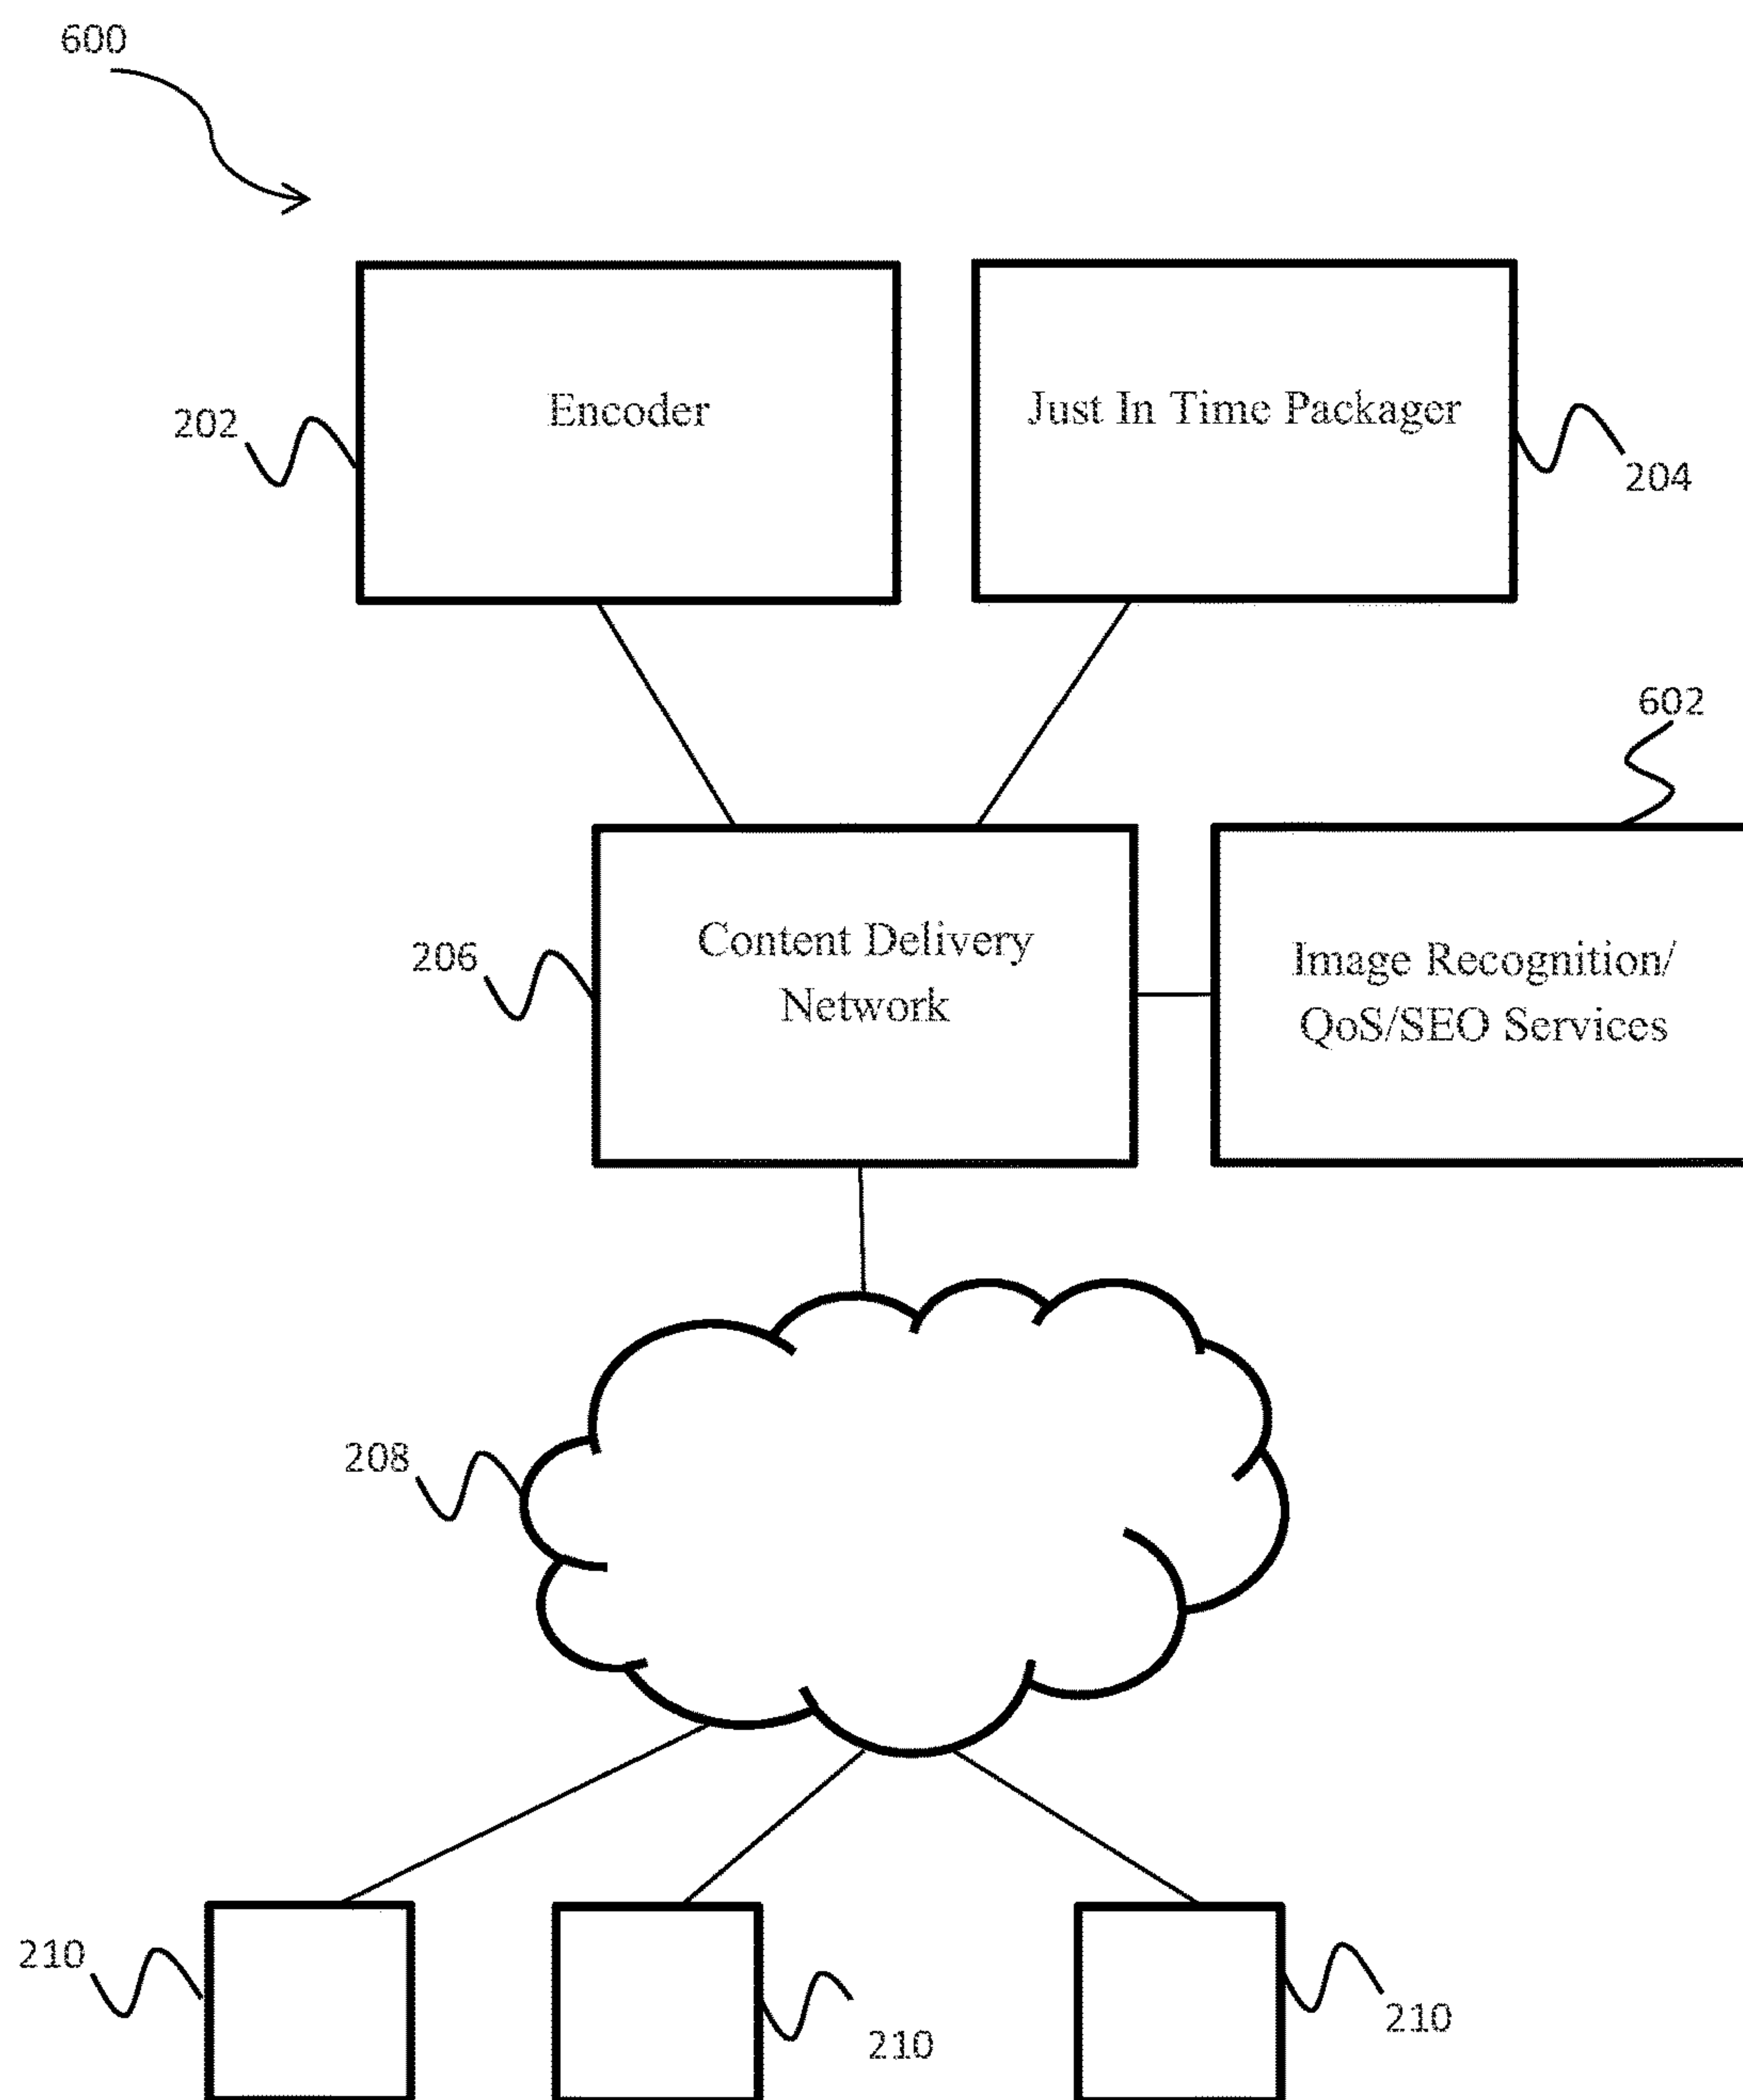 600
Encoder
Just In Time Packager
202
204
602
Content Delivery
Network
206
Image Recognition/
QoS/SEO Services
208
210
210
210